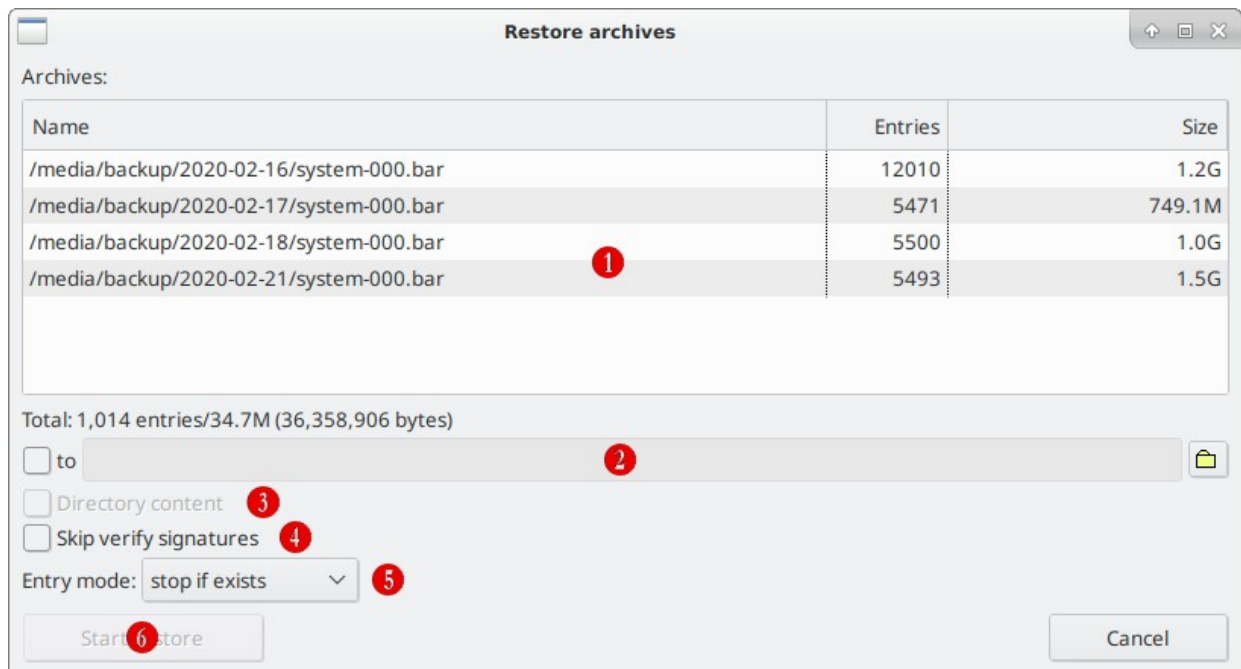 Restore archives
Archives:
Name Entries Size
/media/backup/2020-02-16/system-000.bar 12010 1.2G
/media/backup/2020-02-17/system-000.bar 5471 749.1M
/media/backup/2020-02-18/system-000.bar 5500 1.0G
1
/media/backup/2020-02-21/system-000.bar 5493 1.5G
Total: 1,014 entries/34.7M (36,358,906 bytes)
to 2
Directory content 3
Skip verify signatures 4
Entry mode: stop if exists 5
Start 6 store Cancel